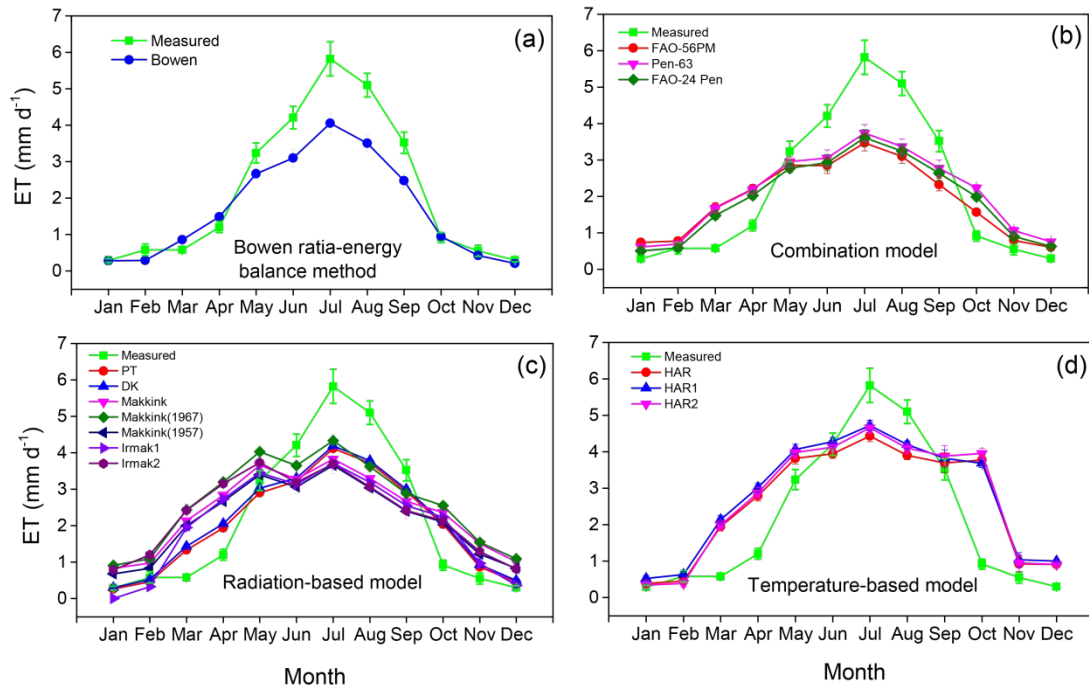 (a)
Measured
Bowen
ET (mm d⁻¹)
7
6
5
4
3
2
1
0
Bowen ratia-energy
balance method
Jan Feb Mar Apr May Jun Jul Aug Sep Oct Nov Dec
(b)
Measured
FAO-56PM
Pen-63
FAO-24 Pen
7
6
5
4
3
2
1
0
Combination model
Jan Feb Mar Apr May Jun Jul Aug Sep Oct Nov Dec
(c)
Measured
PT
DK
Makkink
Makkink(1967)
Makkink(1957)
Irmak1
Irmak2
ET (mm d⁻¹)
7
6
5
4
3
2
1
0
Radiation-based model
Jan Feb Mar Apr May Jun Jul Aug Sep Oct Nov Dec
Month
(d)
Measured
HAR
HAR1
HAR2
7
6
5
4
3
2
1
0
Temperature-based model
Jan Feb Mar Apr May Jun Jul Aug Sep Oct Nov Dec
Month